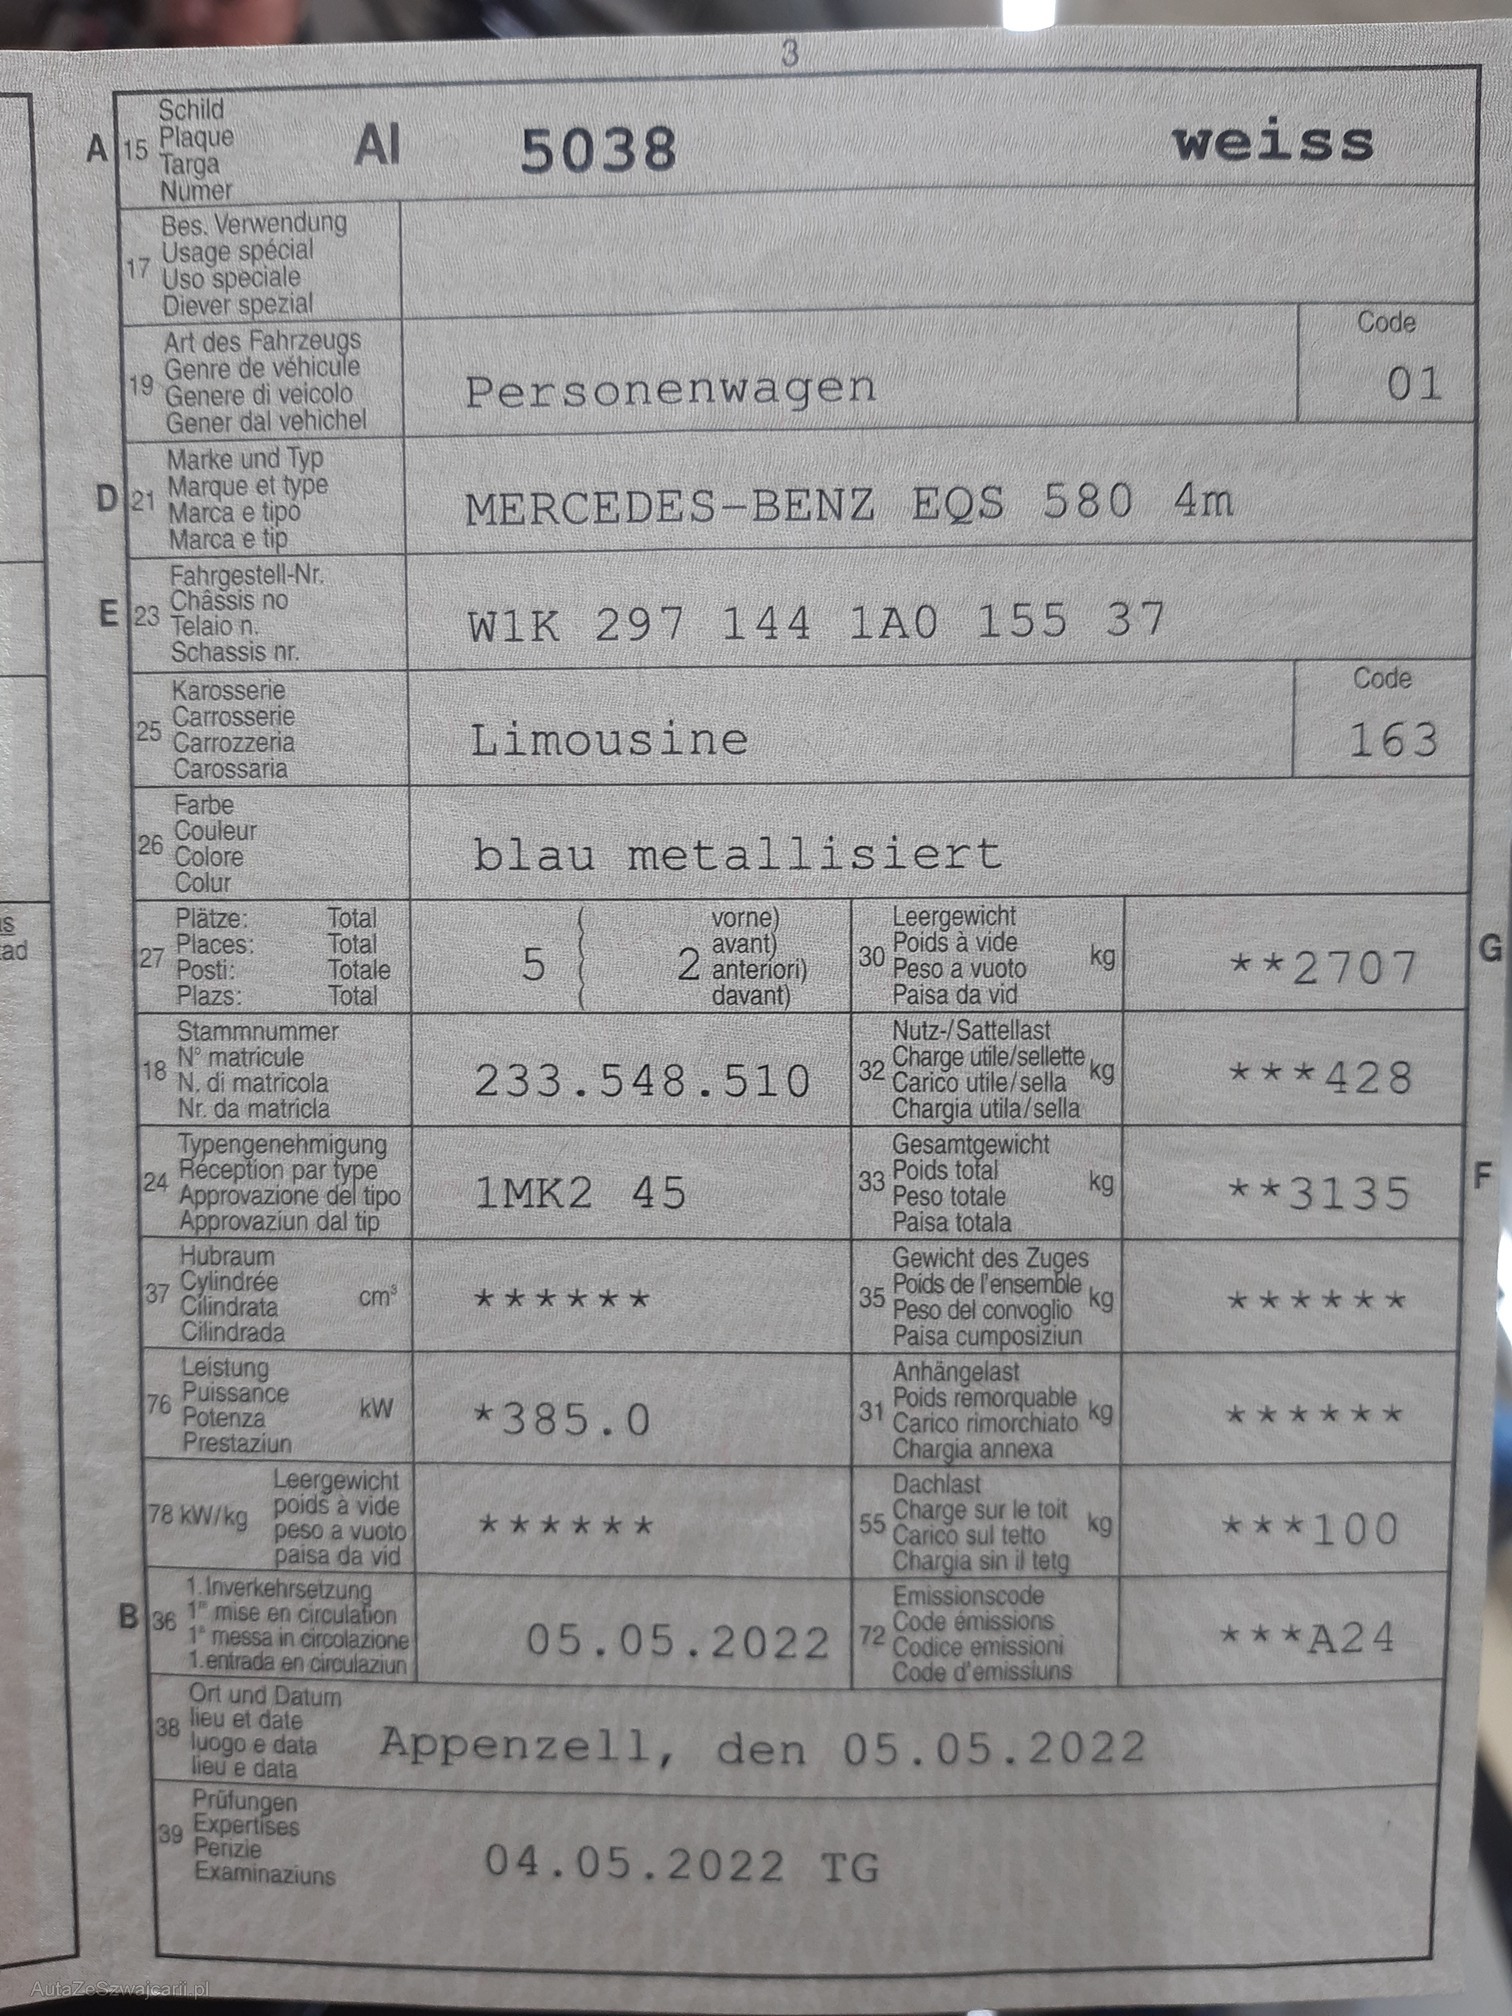 3
A 15 Schild AI 5038 weiss
Plaque
Targa
Numer
17 Bes. Verwendung
Usage spécial
Uso speciale
Diever spezial
19 Art des Fahrzeugs Code
Genre de véhicule Personenwagen 01
Genere di veicolo
Gener dal vehichel
D 21 Marke und Typ
Marque et type MERCEDES-BENZ EQS 580 4m
Marca e tipo
Marca e tip
E 23 Fahrgestell-Nr.
Châssis no W1K 297 144 1A0 155 37
Telaio n.
Schassis nr.
25 Karosserie Code
Carrosserie Limousine 163
Carrozzeria
Carossaria
26 Farbe
Couleur blau metallisiert
Colore
Colur
27 Plätze: Total 5 ( 2 vorne)
Places: Total avant)
Posti: Totale anteriori)
Plazs: Total ( davant)
30 Leergewicht kg **2707 G
Poids à vide
Peso a vuoto
Paisa da vid
18 Stammnummer 233.548.510
N° matricule
N. di matricola
Nr. da matricla
32 Nutz-/Sattellast kg ***428
Charge utile/sellette
Carico utile/sella
Chargia utila/sella
24 Typengenehmigung 1MK2 45
Réception par type
Approvazione del tipo
Approvaziun dal tip
33 Gesamtgewicht kg **3135 F
Poids total
Peso totale
Paisa totala
37 Hubraum cm³ ******
Cylindrée
Cilindrata
Cilindrada
35 Gewicht des Zuges kg ******
Poids de l'ensemble
Peso del convoglio
Paisa cumposiziun
76 Leistung kW *385.0
Puissance
Potenza
Prestaziun
31 Anhängelast kg ******
Poids remorquable
Carico rimorchiato
Chargia annexa
78 kW/kg Leergewicht ******
poids à vide
peso a vuoto
paisa da vid
55 Dachlast kg ***100
Charge sur le toit
Carico sul tetto
Chargia sin il tetg
B 36 1.Inverkehrsetzung 05.05.2022
1re mise en circulation
1a messa in circolazione
1.entrada en circulaziun
72 Emissionscode ***A24
Code émissions
Codice emissioni
Code d'emissiuns
38 Ort und Datum Appenzell, den 05.05.2022
lieu et date
luogo e data
lieu e data
39 Prüfungen 04.05.2022 TG
Expertises
Perizie
Examinaziuns
ad
AutaZeSzwajcarii.pl